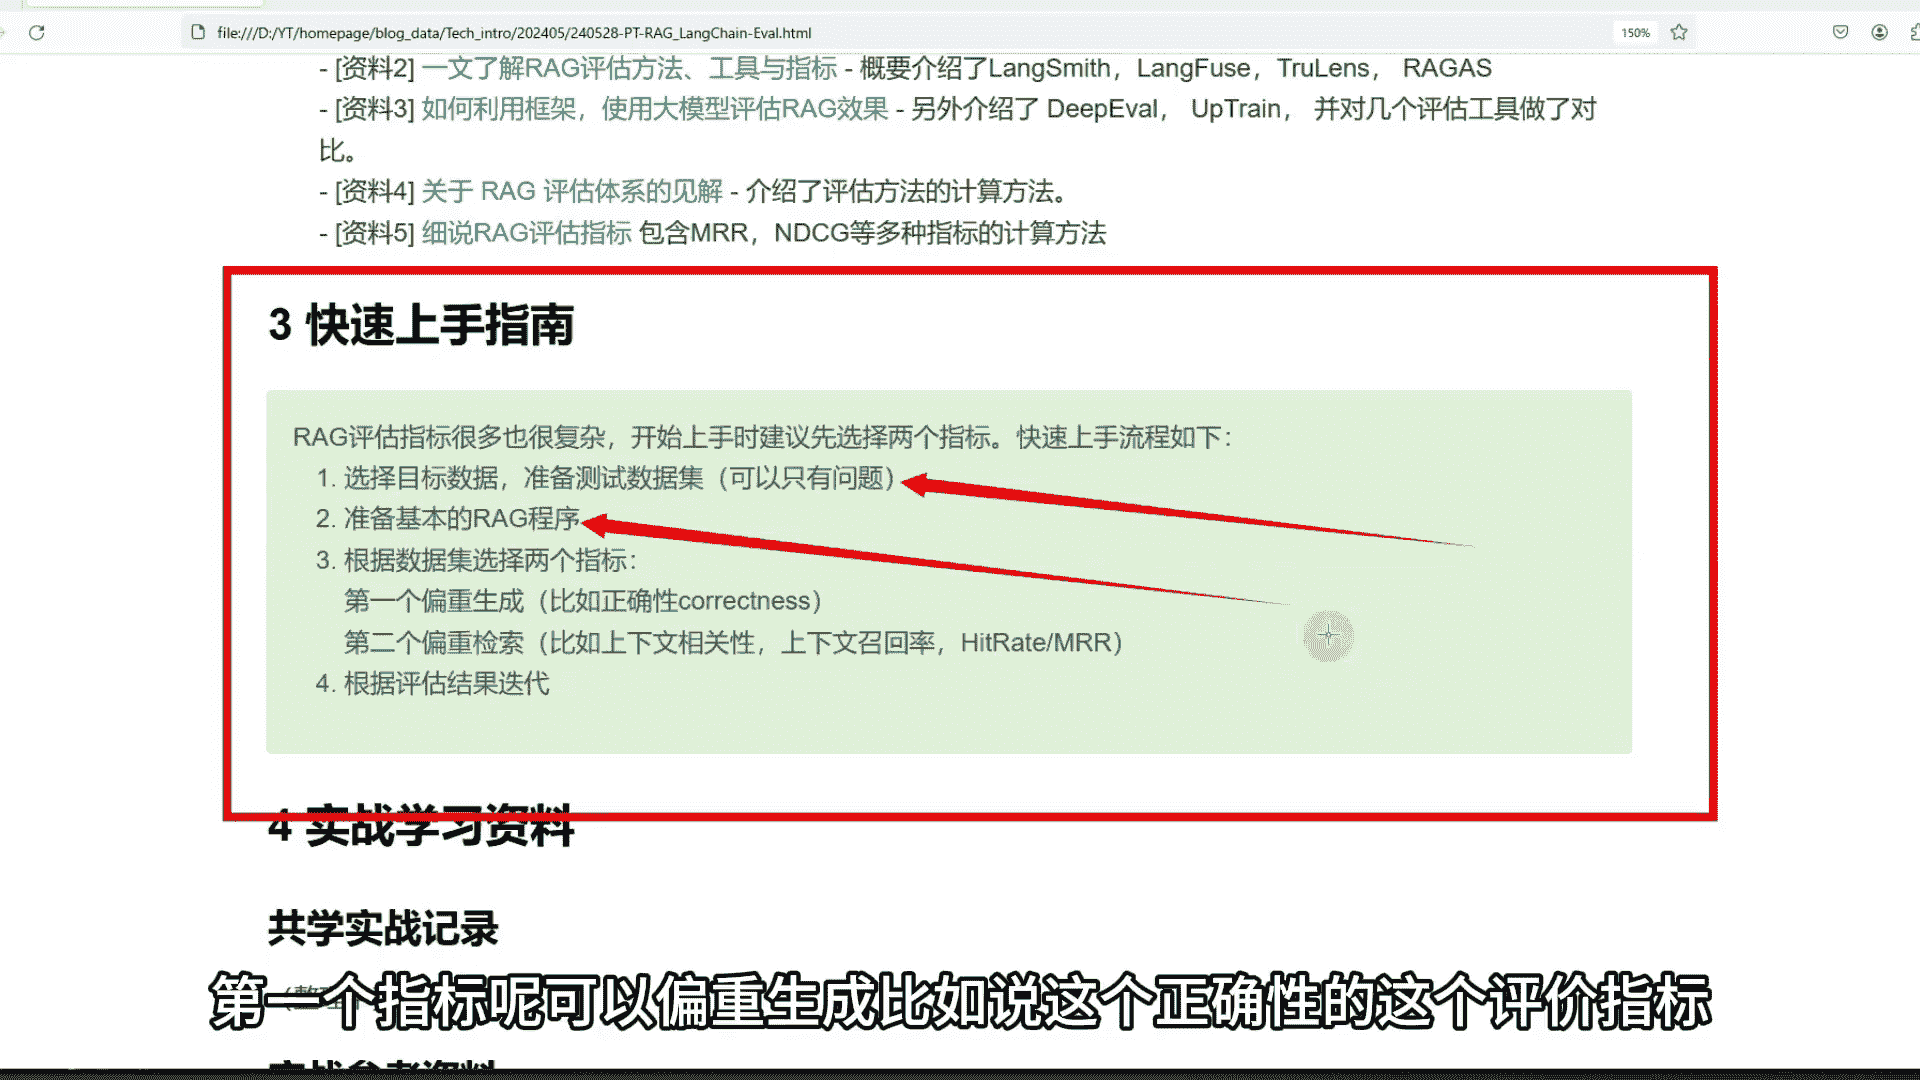 file:///D:/YT/homepage/blog_data/Tech_intro/202405/240528-PT-RAG_LangChain-Eval.html
150%
- [资料2] 一文了解RAG评估方法、工具与指标 - 概要介绍了LangSmith，LangFuse，TruLens， RAGAS
- [资料3] 如何利用框架，使用大模型评估RAG效果 - 另外介绍了 DeepEval， UpTrain， 并对几个评估工具做了对
比。
- [资料4] 关于 RAG 评估体系的见解 - 介绍了评估方法的计算方法。
- [资料5] 细说RAG评估指标 包含MRR，NDCG等多种指标的计算方法
3 快速上手指南
RAG评估指标很多也很复杂，开始上手时建议先选择两个指标。快速上手流程如下：
1. 选择目标数据，准备测试数据集（可以只有问题）
2. 准备基本的RAG程序
3. 根据数据集选择两个指标：
第一个偏重生成（比如正确性correctness）
第二个偏重检索（比如上下文相关性，上下文召回率，HitRate/MRR）
4. 根据评估结果迭代
4 实战学习资料
共学实战记录
第一个指标呢可以偏重生成比如说这个正确性的这个评价指标